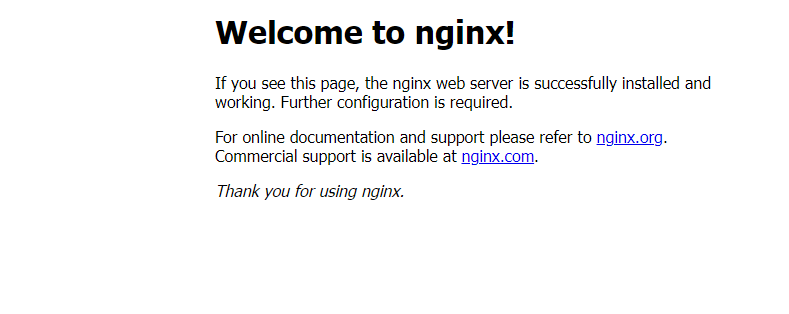 Welcome to nginx!
If you see this page, the nginx web server is successfully installed and
working. Further configuration is required.
For online documentation and support please refer to nginx.org.
Commercial support is available at nginx.com.
Thank you for using nginx.